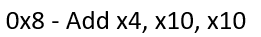 0x8 - Add x4, x10, x10